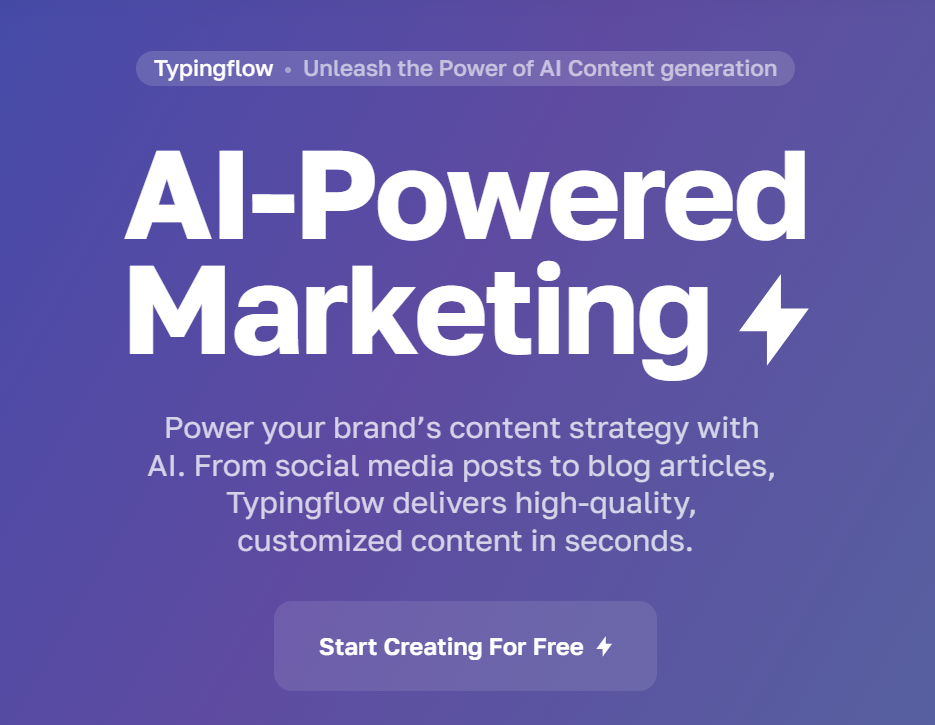 Typingflow • Unleash the Power of AI Content generation
AI-Powered
Marketing
Power your brand’s content strategy with
AI. From social media posts to blog articles,
Typingflow delivers high-quality,
customized content in seconds.
Start Creating For Free